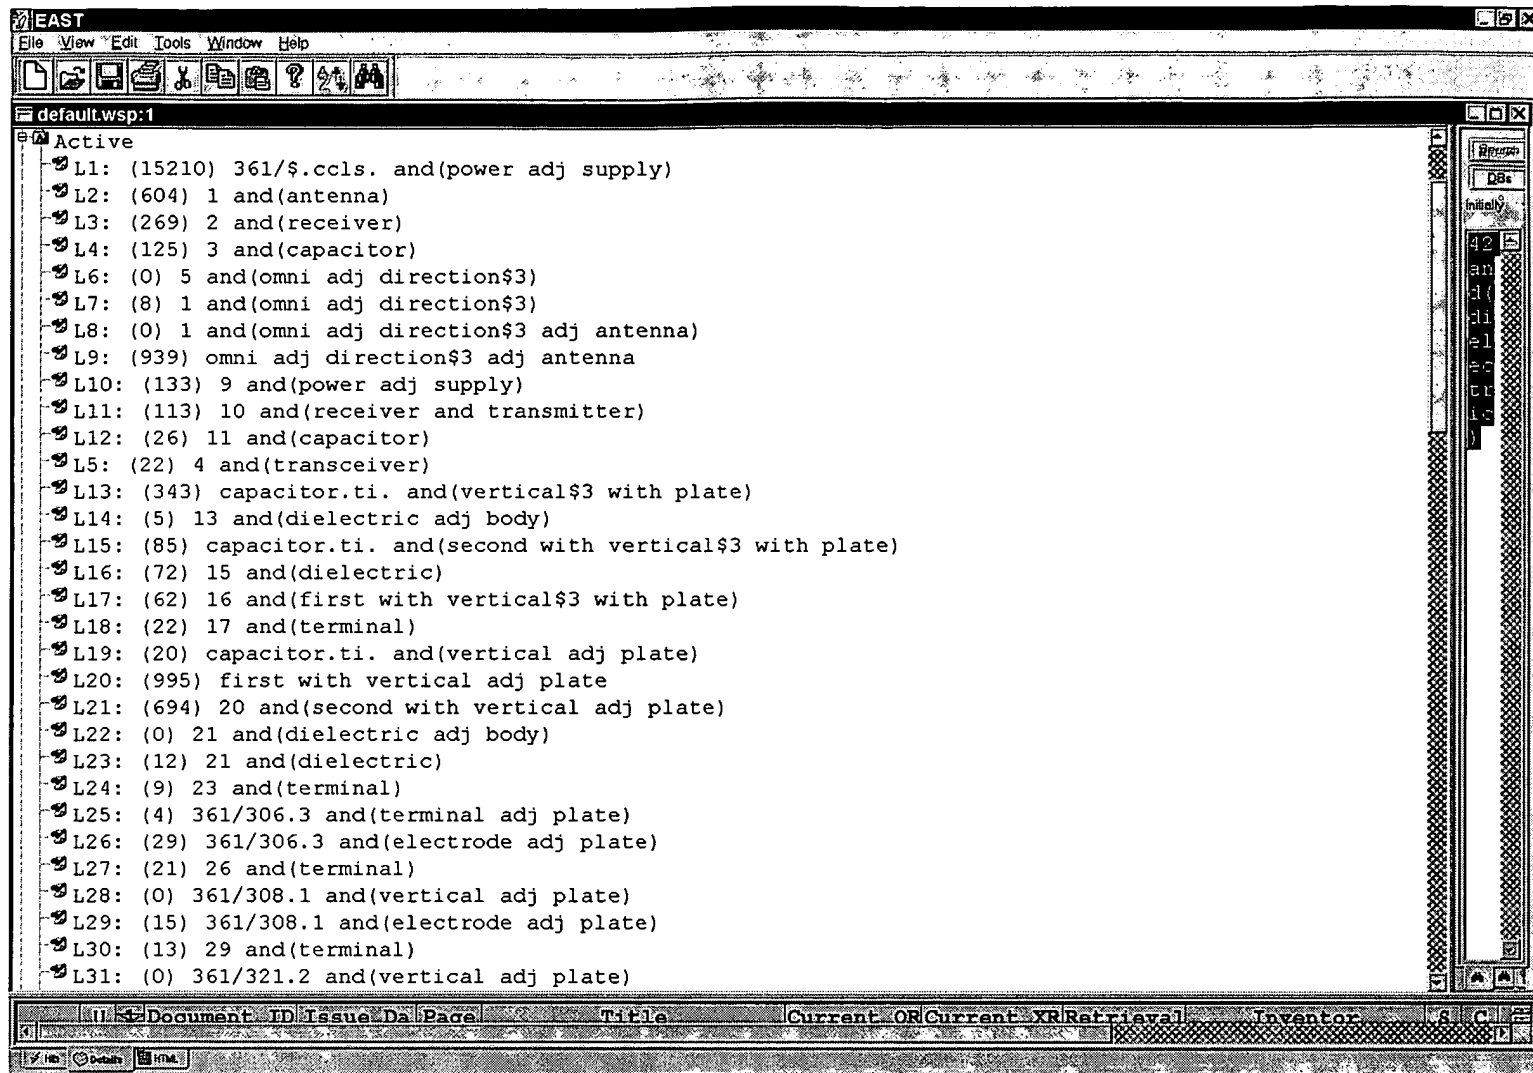 EAST
File View Edit Tools Window Help
default.wsp:1
Active
L1: (15210) 361/$.ccls. and(power adj supply)
L2: (604) 1 and(antenna)
L3: (269) 2 and(receiver)
L4: (125) 3 and(capacitor)
L6: (0) 5 and(omni adj direction$3)
L7: (8) 1 and(omni adj direction$3)
L8: (0) 1 and(omni adj direction$3 adj antenna)
L9: (939) omni adj direction$3 adj antenna
L10: (133) 9 and(power adj supply)
L11: (113) 10 and(receiver and transmitter)
L12: (26) 11 and(capacitor)
L5: (22) 4 and(transceiver)
L13: (343) capacitor.ti. and(vertical$3 with plate)
L14: (5) 13 and(dielectric adj body)
L15: (85) capacitor.ti. and(second with vertical$3 with plate)
L16: (72) 15 and(dielectric)
L17: (62) 16 and(first with vertical$3 with plate)
L18: (22) 17 and(terminal)
L19: (20) capacitor.ti. and(vertical adj plate)
L20: (995) first with vertical adj plate
L21: (694) 20 and(second with vertical adj plate)
L22: (0) 21 and(dielectric adj body)
L23: (12) 21 and(dielectric)
L24: (9) 23 and(terminal)
L25: (4) 361/306.3 and(terminal adj plate)
L26: (29) 361/306.3 and(electrode adj plate)
L27: (21) 26 and(terminal)
L28: (0) 361/308.1 and(vertical adj plate)
L29: (15) 361/308.1 and(electrode adj plate)
L30: (13) 29 and(terminal)
L31: (0) 361/321.2 and(vertical adj plate)
DBs
Initially
42
an
d(
di
el
ec
tr
is
)
U 1 Document ID Issue Da Page Title Current OR Current XR Retrieval Inventor S C
Hits Details HTML